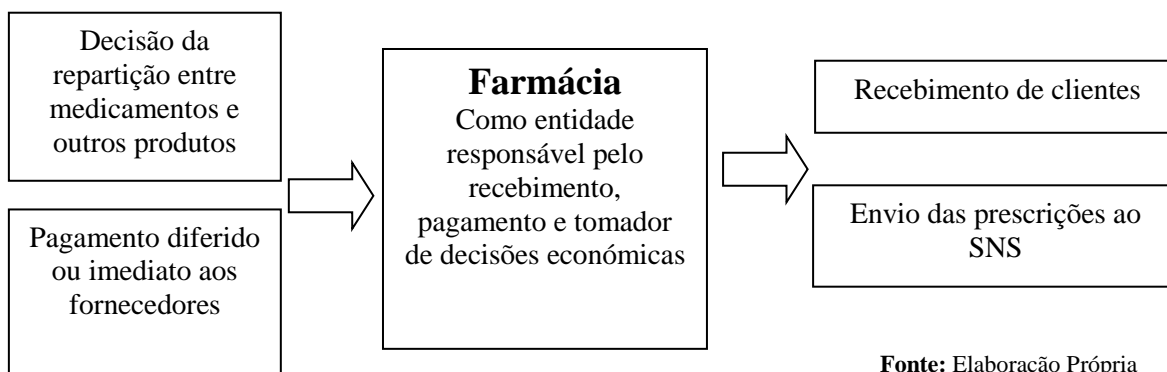 Decisão da
repartição entre
medicamentos e
outros produtos
Pagamento diferido
ou imediato aos
fornecedores
Farmácia
Como entidade
responsável pelo
recebimento,
pagamento e tomador
de decisões económicas
Recebimento de clientes
Envio das prescrições ao
SNS
Fonte: Elaboração Própria